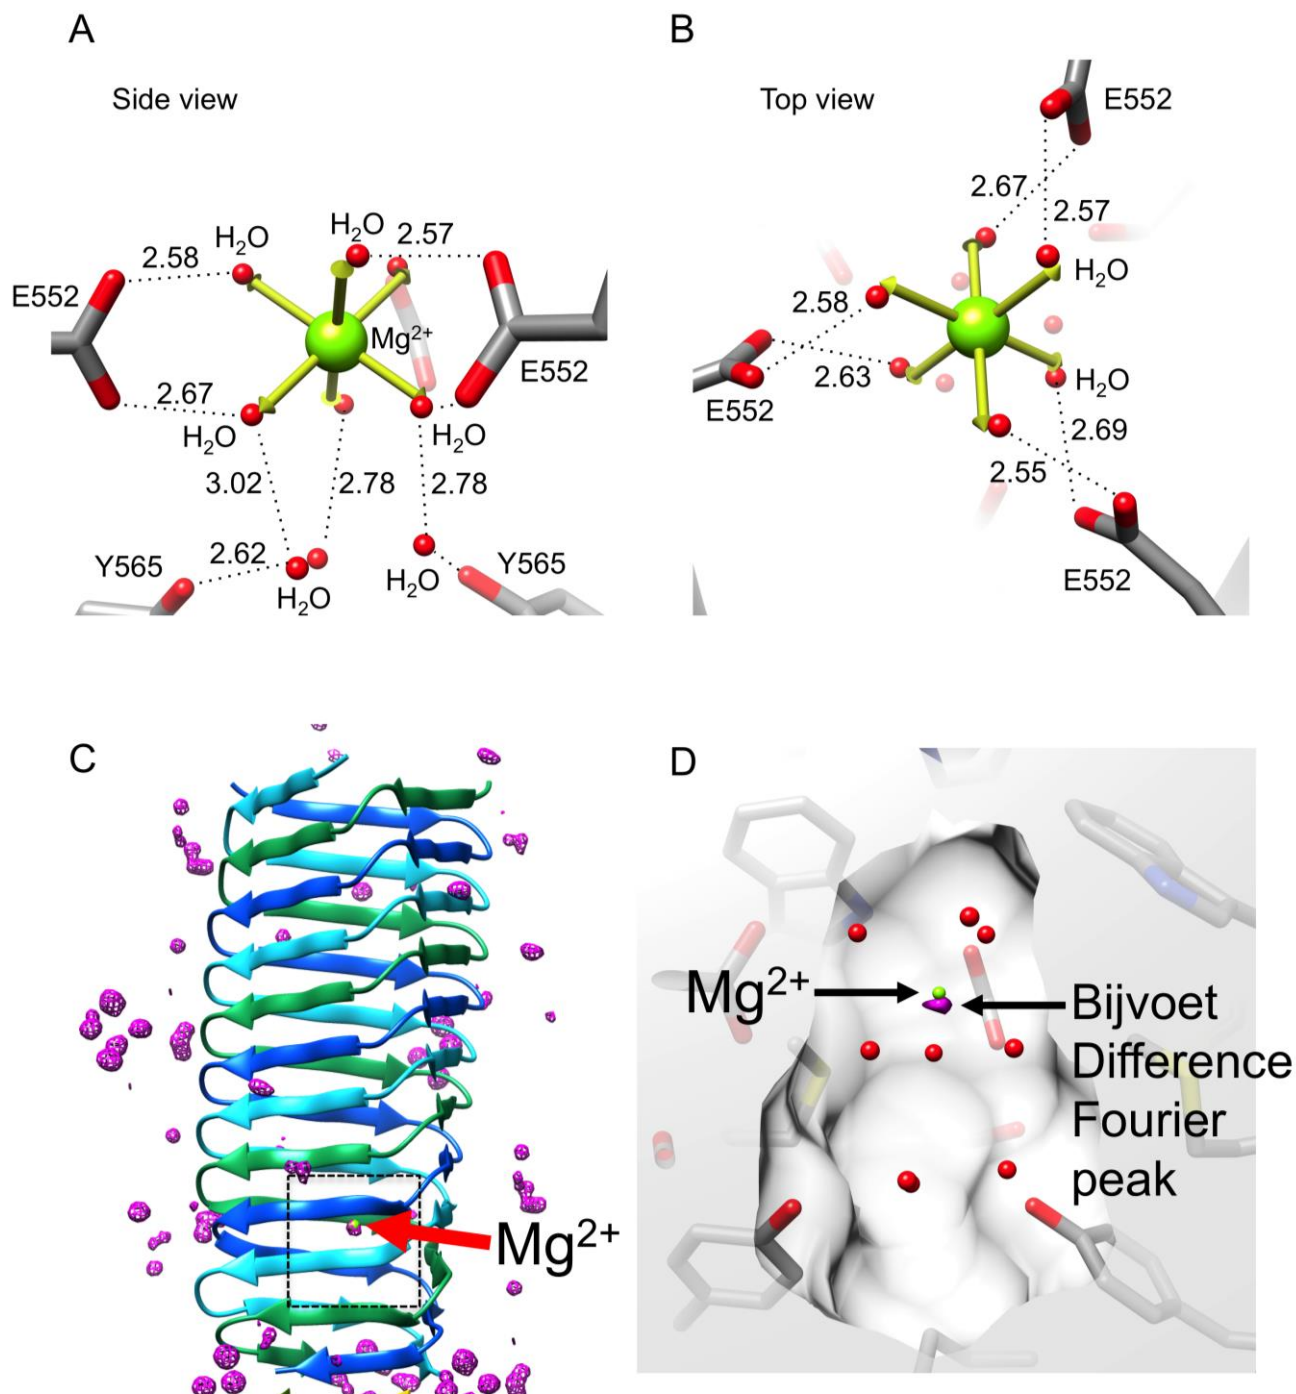 A
B
Side view
Top view
E552
2.67
2.57
H₂O
H₂O
H₂O
2.57
2.58
E552
Mg²⁺
E552
2.58
2.63
E552
H₂O
2.67
H₂O
H₂O
2.69
2.55
3.02
2.78
2.78
Y565
2.62
Y565
H₂O
H₂O
E552
C
D
Mg²⁺
Bijvoet
Difference
Fourier
peak
Mg²⁺